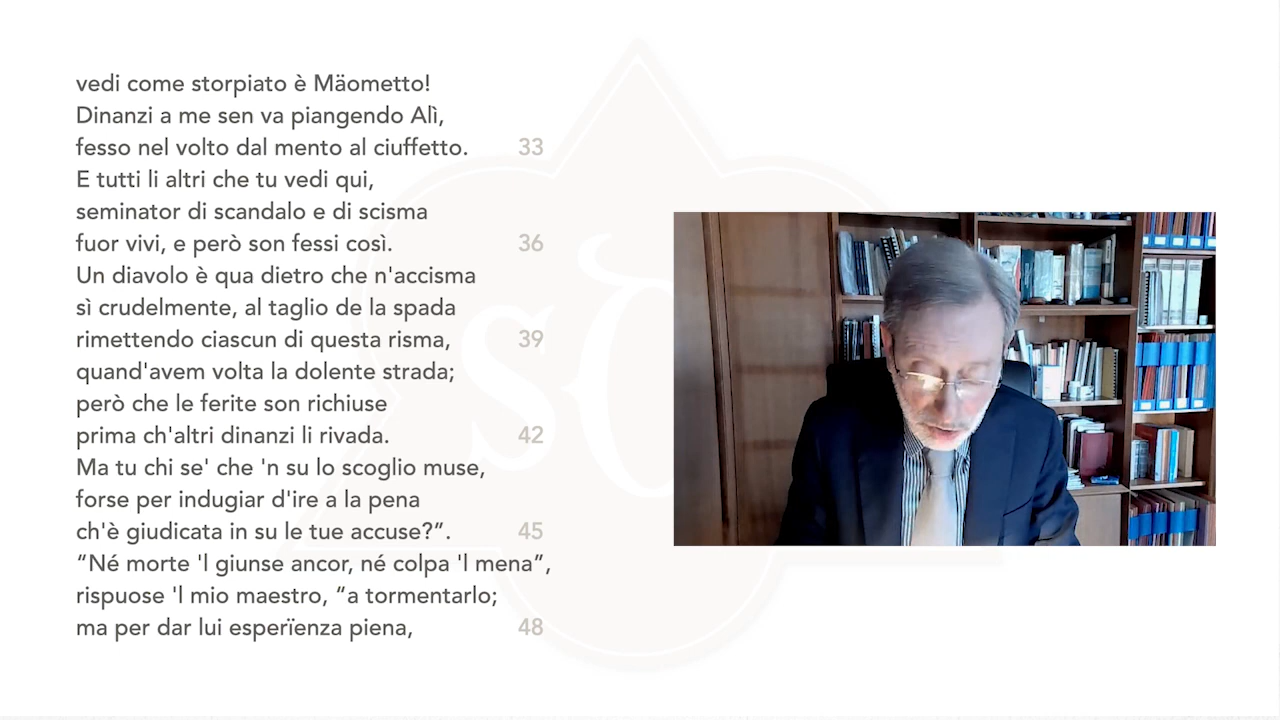 vedi come storpiato è Mäometto!
Dinanzi a me sen va piangendo Alì,
fesso nel volto dal mento al ciuffetto. 33
E tutti li altri che tu vedi qui,
seminator di scandalo e di scisma
fuor vivi, e però son fessi così. 36
Un diavolo è qua dietro che n'accisma
sì crudelmente, al taglio de la spada
rimettendo ciascun di questa risma, 39
quand'avem volta la dolente strada;
però che le ferite son richiuse
prima ch'altri dinanzi li rivada. 42
Ma tu chi se' che 'n su lo scoglio muse,
forse per indugiar d'ire a la pena
ch'è giudicata in su le tue accuse?”. 45
“Né morte 'l giunse ancor, né colpa 'l mena”,
rispuose 'l mio maestro, “a tormentarlo;
ma per dar lui esperïenza piena, 48